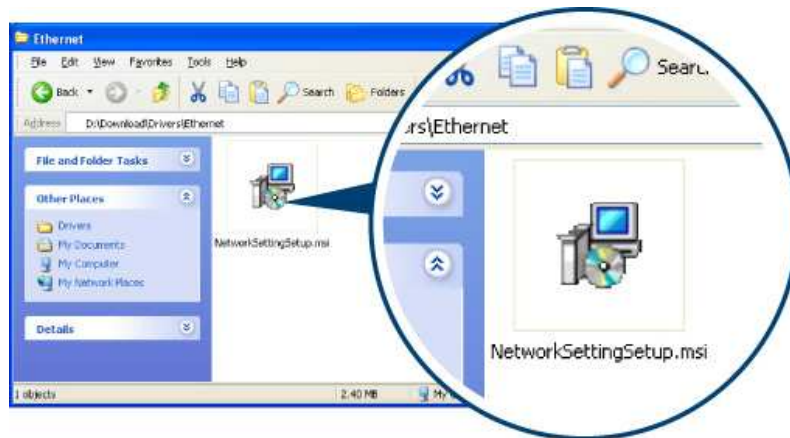 Ethernet
File Edit View Favorites Tools Help
Back Search Folders
Address D:\Download\Drivers\Ethernet
File and Folder Tasks
Other Places
Drivers
My Documents
My Computer
My Network Places
Details
NetworkSettingSetup.msi
1 objects 2.40 MB My
Sear
rs\Ethernet
NetworkSettingSetup.msi